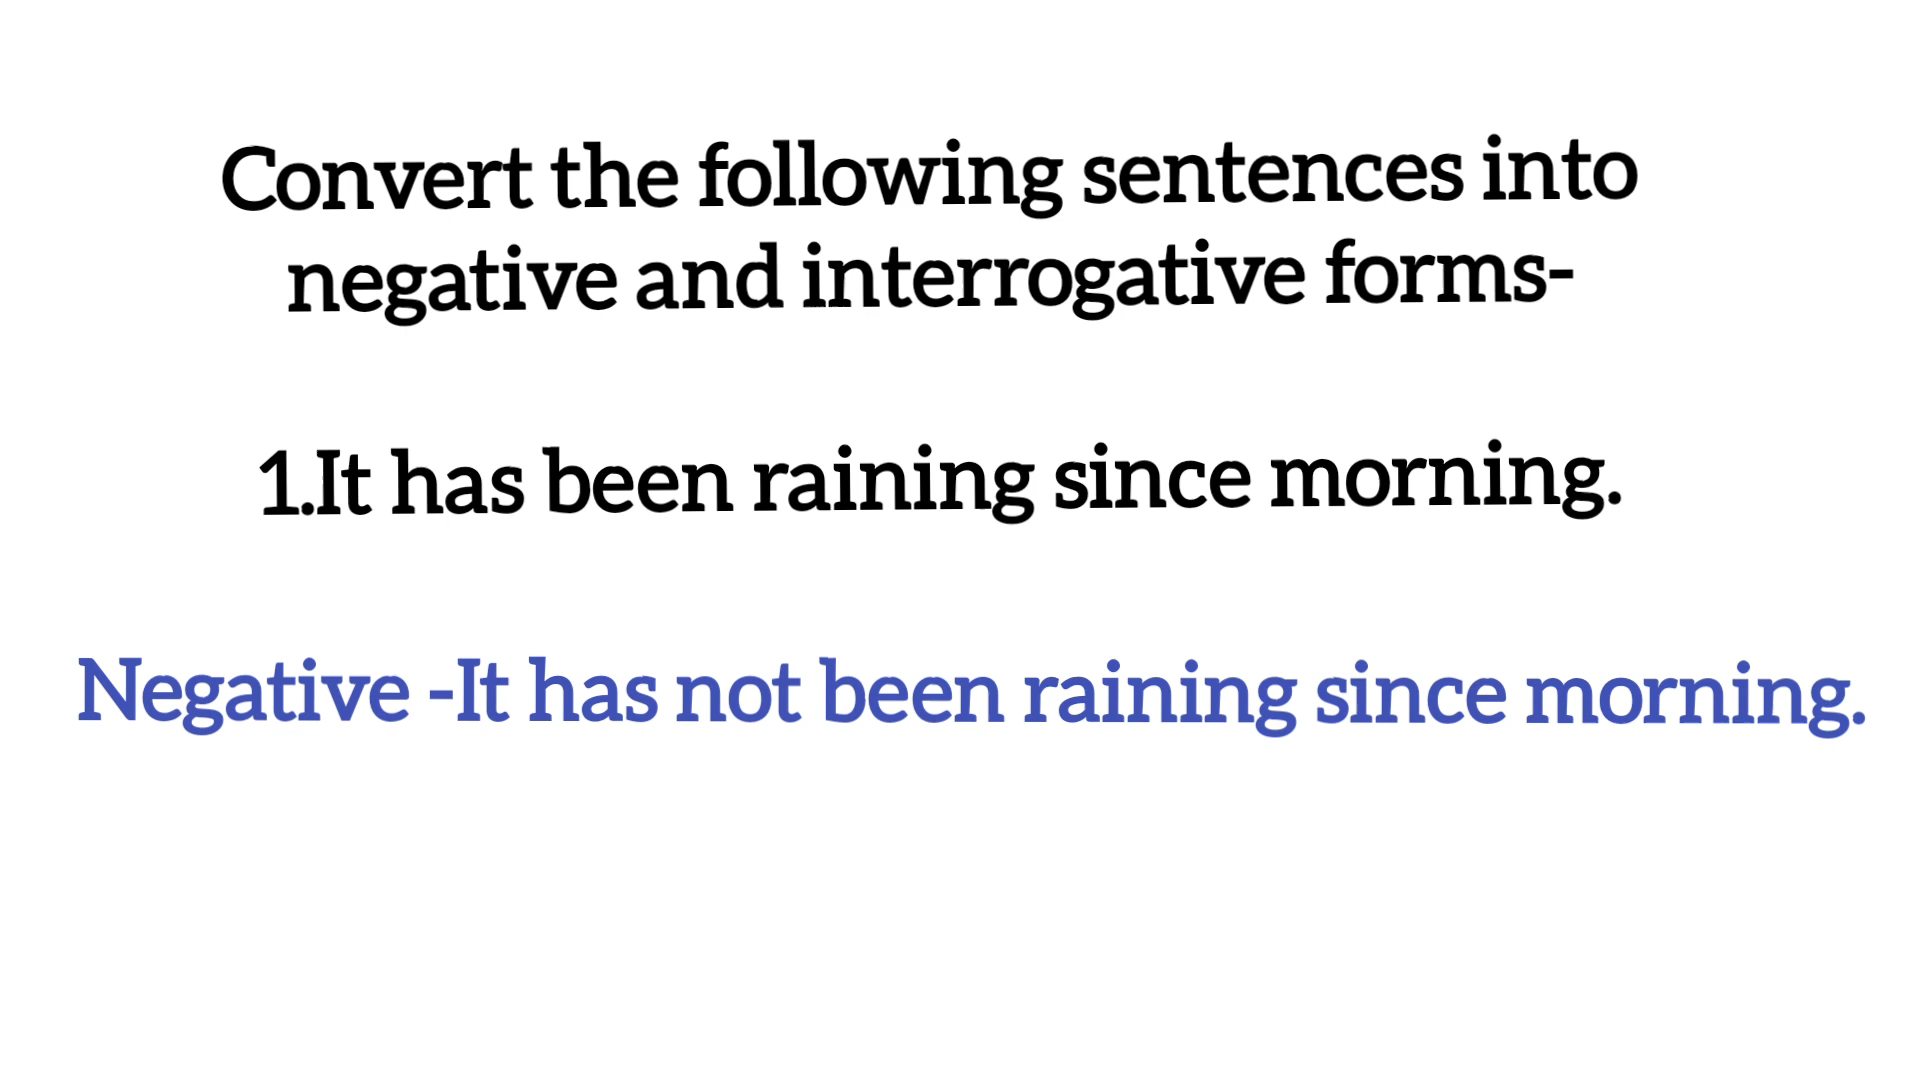 Convert the following sentences into
negative and interrogative forms-
1.It has been raining since morning.
Negative -It has not been raining since morning.